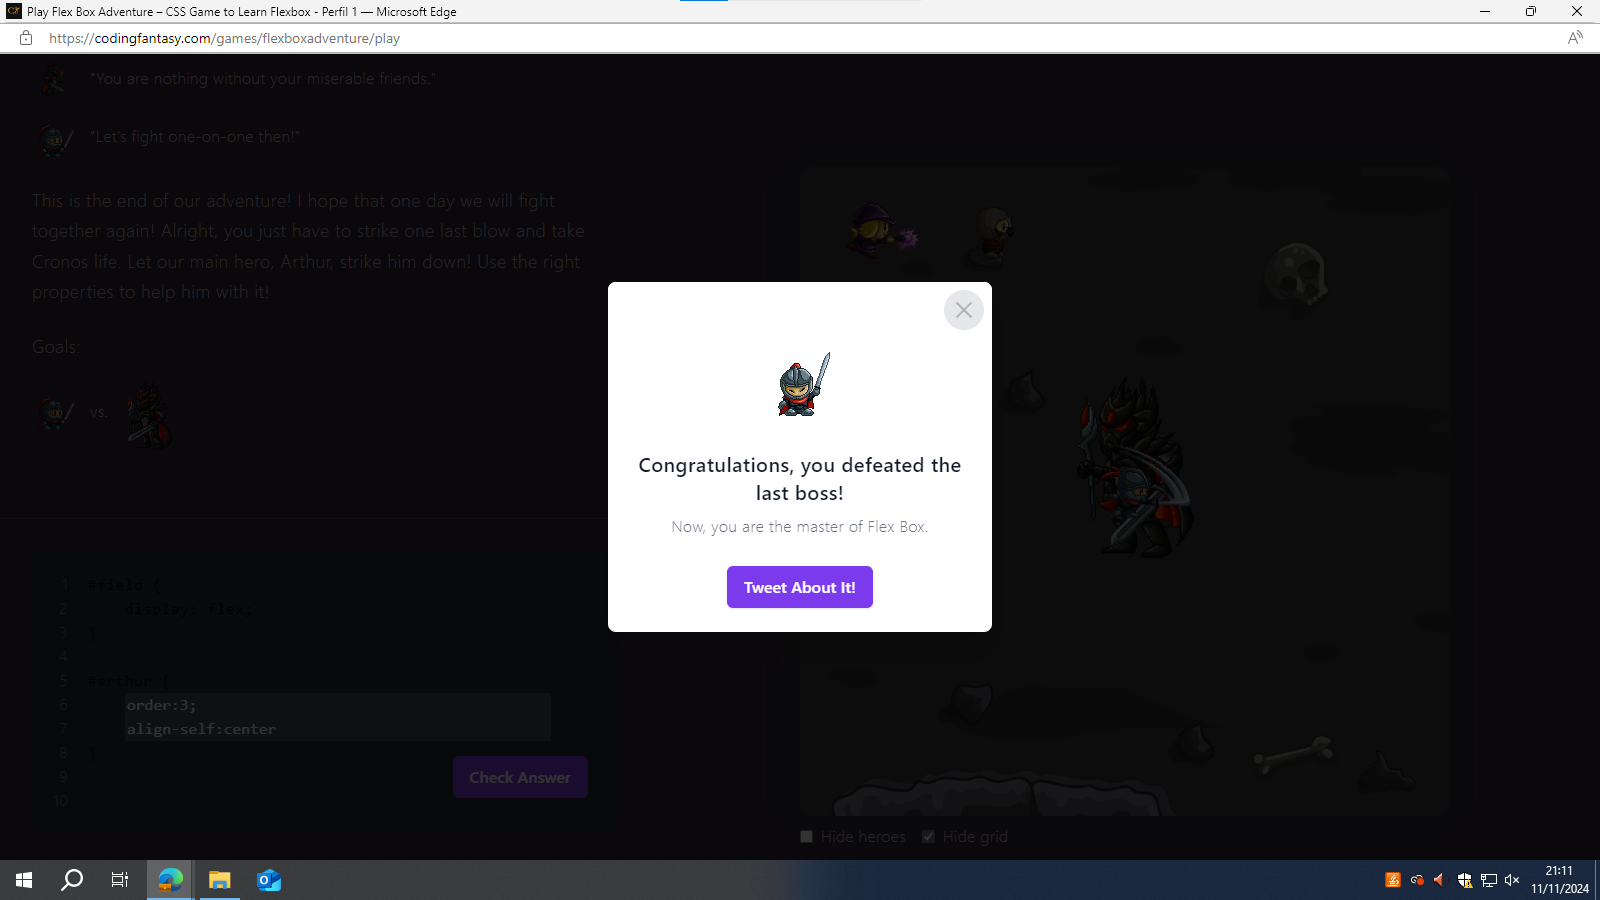 Play Flex Box Adventure – CSS Game to Learn Flexbox - Perfil 1 — Microsoft Edge
https://codingfantasy.com/games/flexboxadventure/play
"You are nothing without your miserable friends."
"Let's fight one-on-one then!"
This is the end of our adventure! I hope that one day we will fight
together again! Alright, you just have to strike one last blow and take
Cronos life. Let our main hero, Arthur, strike him down! Use the right
properties to help him with it!
Goals:
vs.
Congratulations, you defeated the
last boss!
Now, you are the master of Flex Box.
Tweet About It!
1 #field {
2 display: flex;
3 }
4
5 #arthur {
6 order:3;
7 align-self:center
8 }
9
10
Check Answer
Hide heroes
Hide grid
21:11
11/11/2024